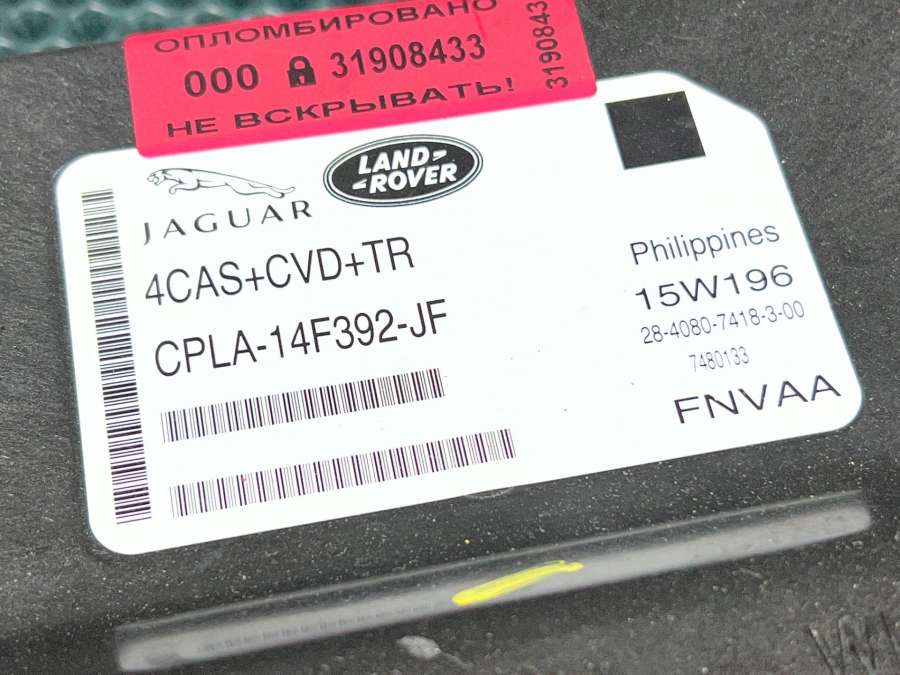 ОПЛОМБИРОВАНО
000 31908433
НЕ ВСКРЫВАТЬ!
3190843
JAGUAR
LAND
ROVER
4CAS+CVD+TR
CPLA-14F392-JF
Philippines
15W196
28-4080-7418-3-00
7480133
FNVAA